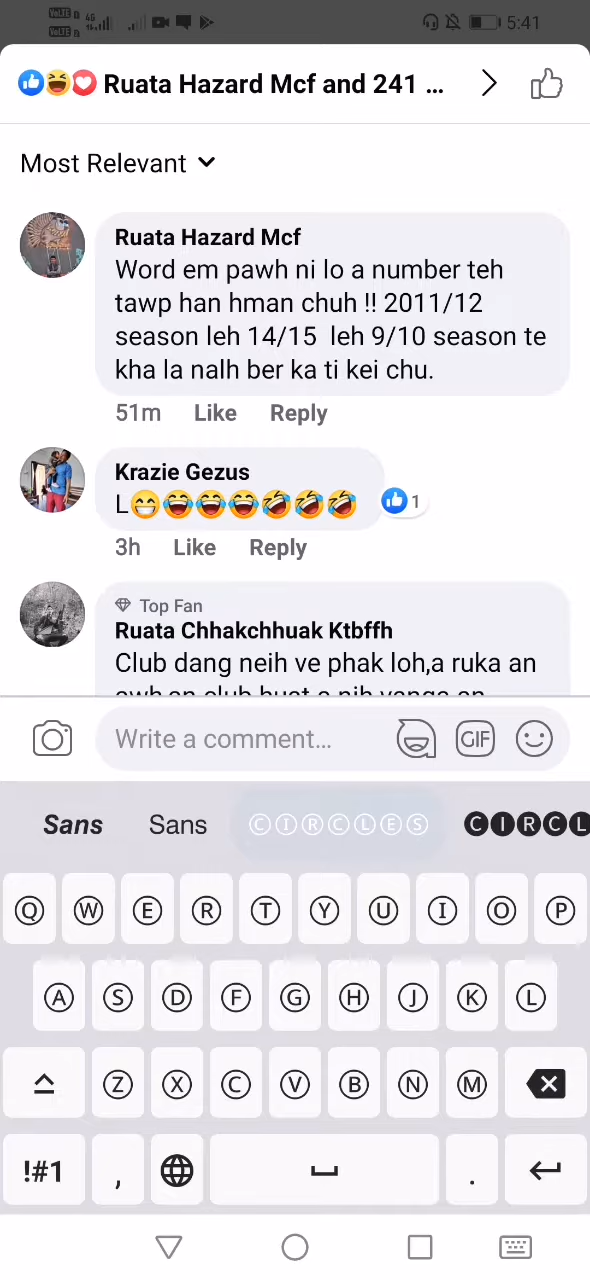 VoLTE
4G
5:41
VoLTE
Ruata Hazard Mcf and 241 ...
Most Relevant
Ruata Hazard Mcf
Word em pawh ni lo a number teh
tawp han hman chuh !! 2011/12
season leh 14/15 leh 9/10 season te
kha la nalh ber ka ti kei chu.
51m Like Reply
Krazie Gezus
L😁😂😂😂🤣🤣🤣
1
3h Like Reply
Top Fan
Ruata Chhakchhuak Ktbffh
Club dang neih ve phak loh,a ruka an
Write a comment...
GIF
Sans Sans ⒸⒾⓇⒸⓁⒺⓈ 🅒🅘🅡🅒🅛
Ⓠ Ⓦ Ⓔ Ⓡ Ⓣ Ⓨ Ⓤ Ⓘ Ⓞ Ⓟ
Ⓐ Ⓢ Ⓓ Ⓕ Ⓖ Ⓗ Ⓙ Ⓚ Ⓛ
Ⓩ Ⓧ Ⓒ Ⓥ Ⓑ Ⓝ Ⓜ
!#1 , .